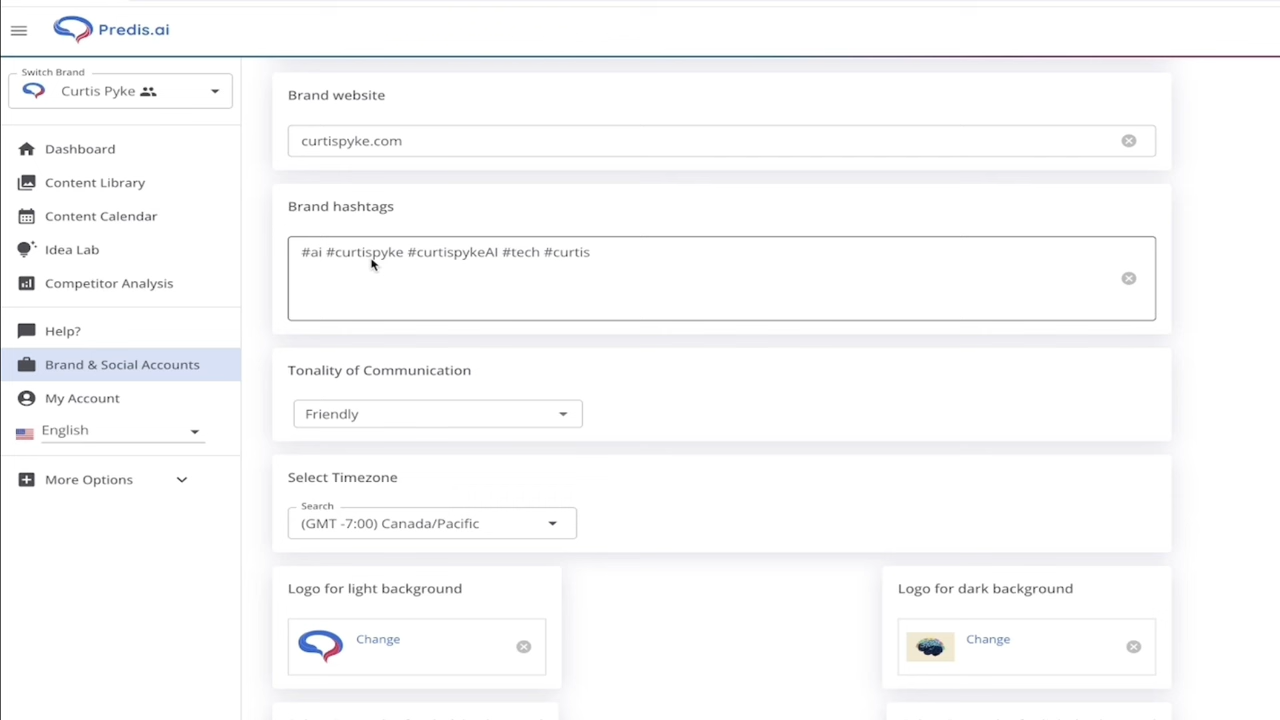 Predis.ai
Switch Brand
Curtis Pyke
Dashboard
Content Library
Content Calendar
Idea Lab
Competitor Analysis
Help?
Brand & Social Accounts
My Account
English
More Options
Brand website
curtispyke.com
Brand hashtags
#ai #curtispyke #curtispykeAI #tech #curtis
Tonality of Communication
Friendly
Select Timezone
Search
(GMT -7:00) Canada/Pacific
Logo for light background
Change
Logo for dark background
Change